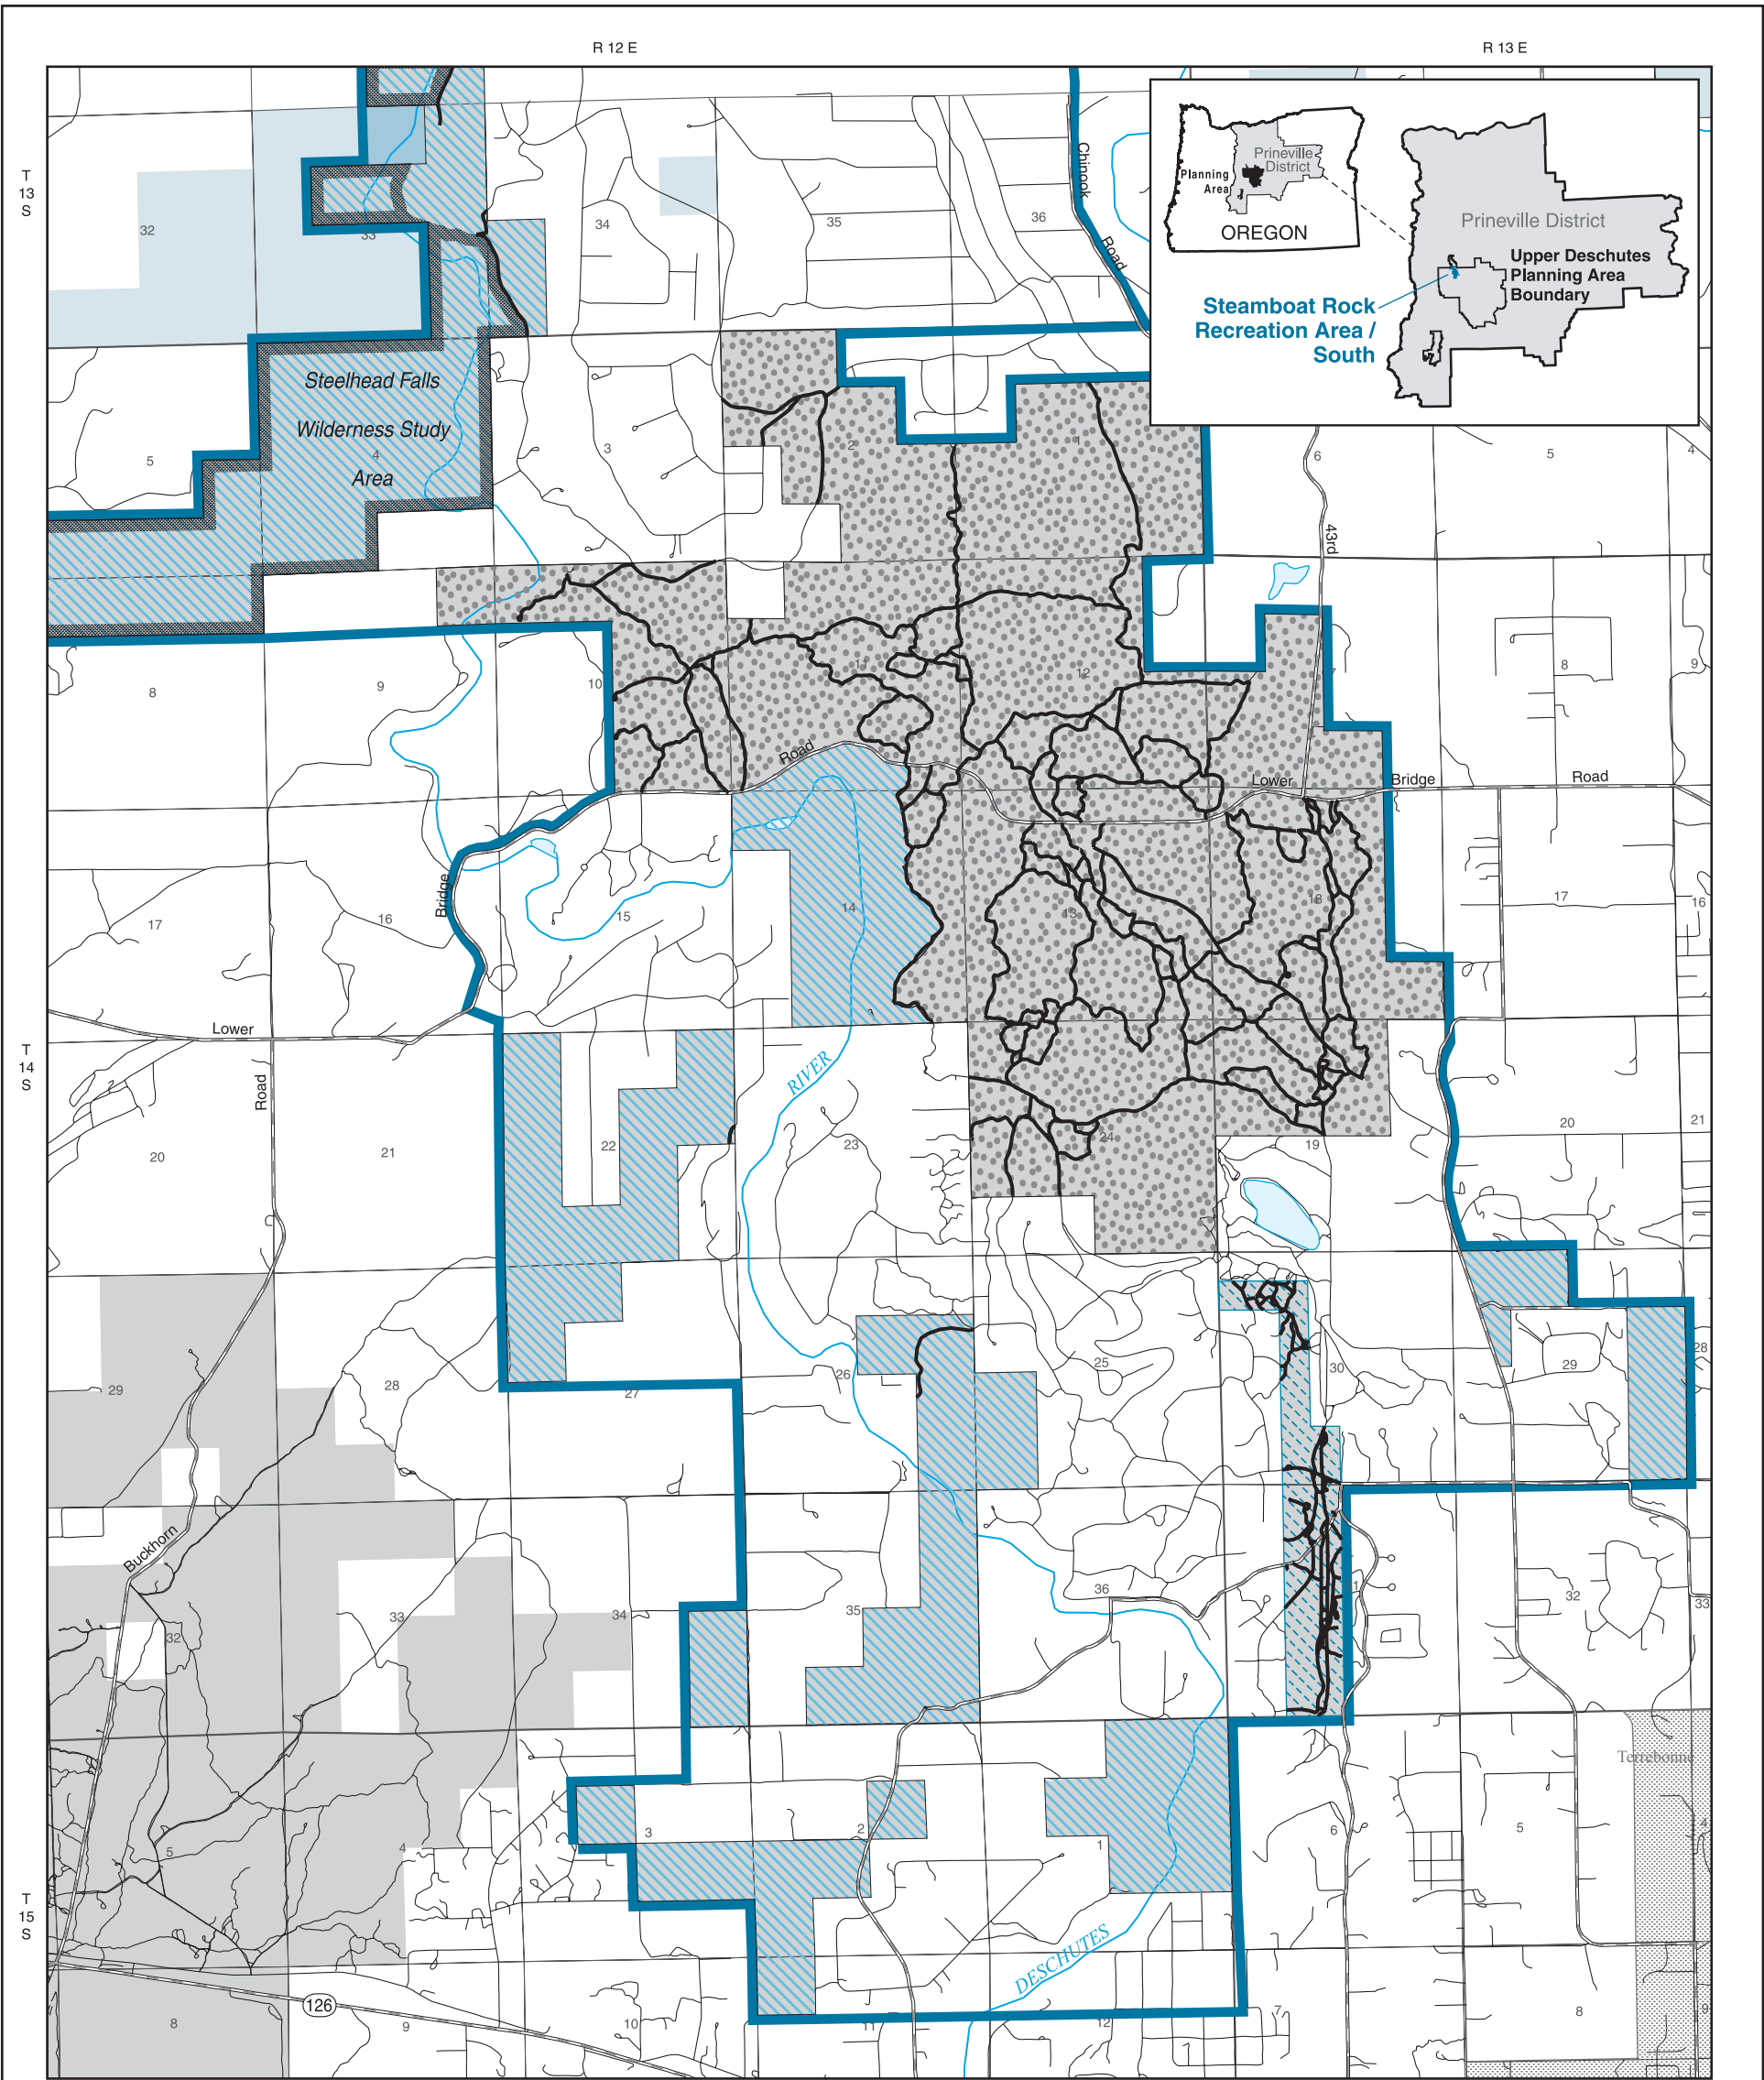 R 12 E
R 13 E
T
13
S
T
14
S
T
15
S
Planning
Area
Prineville
District
OREGON
Prineville District
Upper Deschutes
Planning Area
Boundary
Steamboat Rock
Recreation Area /
South
Chinook
Road
32
33
34
35
36
Steelhead Falls
Wilderness Study
Area
5
4
3
2
1
6
5
4
43rd
8
9
10
11
12
7
8
9
Road
Lower
Bridge
Road
17
16
Bridge
15
14
13
18
17
16
Lower
Road
RIVER
20
21
22
23
24
19
20
21
29
28
27
26
25
30
29
28
Buckhorn
32
33
34
35
36
1
32
33
Terrebonne
5
4
3
2
1
6
5
4
DESCHUTES
126
8
9
10
11
12
7
8
9